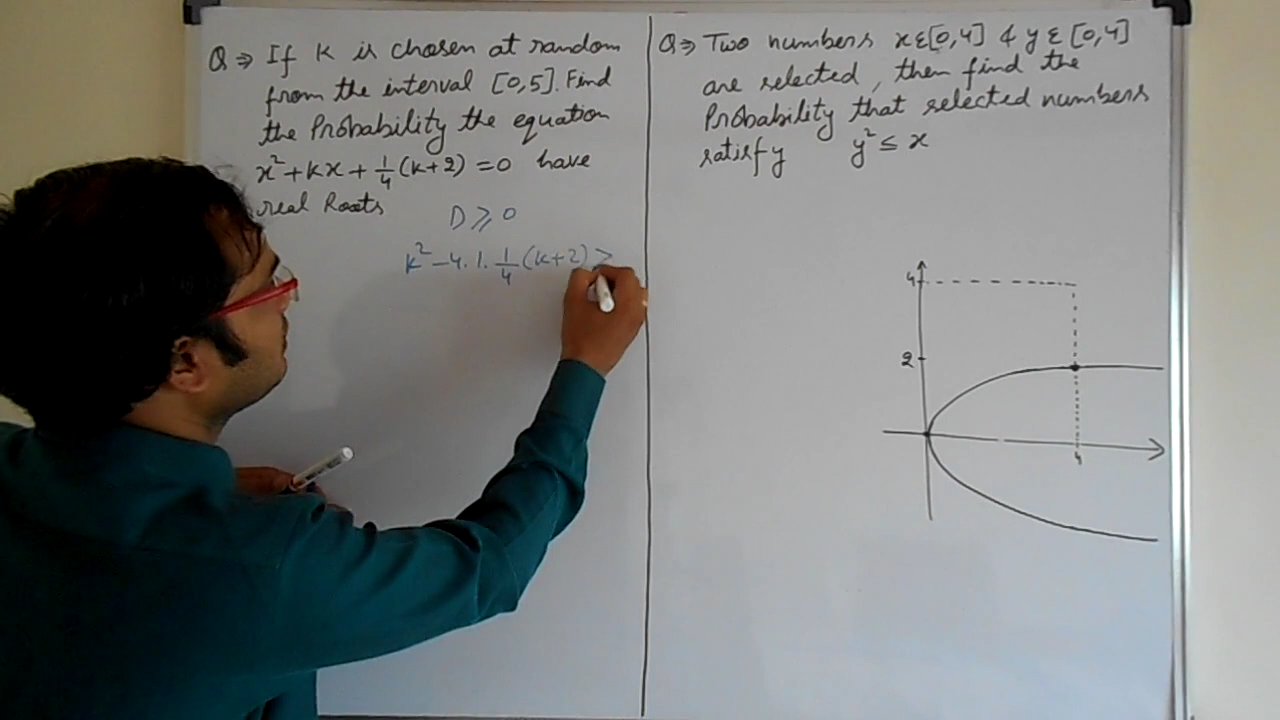 Q ⇒ If K is chosen at random
from the interval [0,5]. Find
the Probability the equation
x² + kx + 1/4 (k+2) = 0 have
real Roots
D ⩾ 0
k² – 4. 1. 1/4 (k+2) >
Q ⇒ Two numbers x ε [0,4] & y ε [0,4]
are selected, then find the
Probability that selected numbers
satisfy y² ≤ x
4
2
4